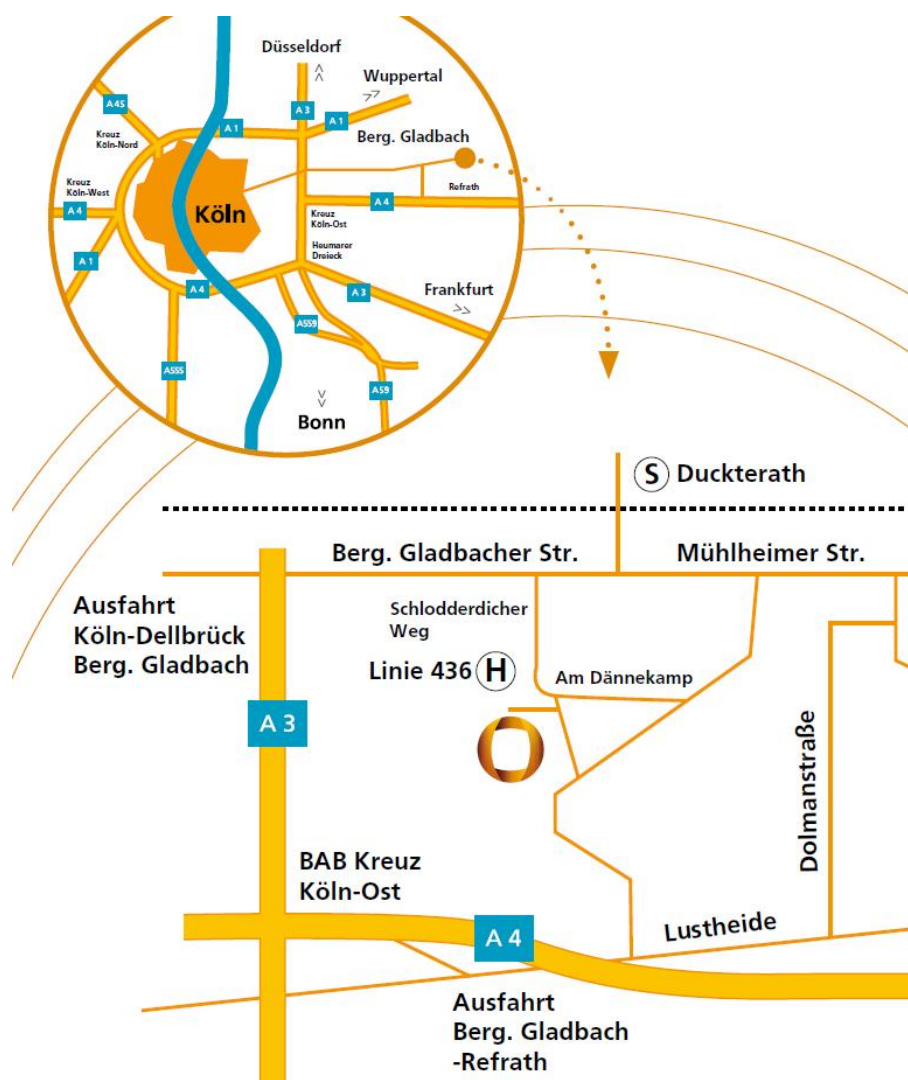 Düsseldorf
Wuppertal
A45
A 3
A 1
A 1
Kreuz
Köln-Nord
Berg. Gladbach
Kreuz
Köln-West
Refrath
A 4
A 4
Köln
Kreuz
Köln-Ost
Heumarer
Dreieck
A 1
A 4
A 3
Frankfurt
A559
A555
A59
Bonn
S Duckterath
Berg. Gladbacher Str.
Mühlheimer Str.
Ausfahrt
Köln-Dellbrück
Berg. Gladbach
Schlodderdicher
Weg
Linie 436 H
Am Dännekamp
A 3
Dolmanstraße
BAB Kreuz
Köln-Ost
A 4
Lustheide
Ausfahrt
Berg. Gladbach
-Refrath